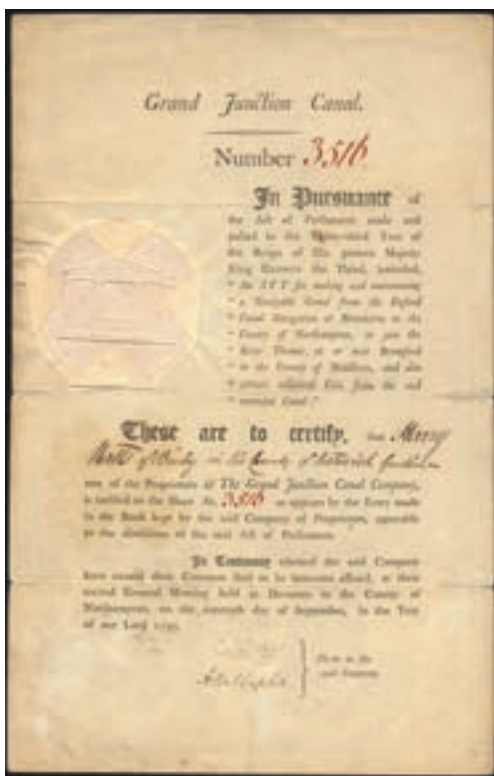 Grand Junction Canal.
Number 3516
In Pursuance of
the Act of Parliament made and
passed in the Thirty-third Year of
the Reign of His present Majesty
King GEORGE the Third, intituled,
" An ACT for making and maintaining
" a Navigable Canal from the Oxford
" Canal Navigation at Braunston in the
" County of Northampton, to join the
" River Thames, at or near Brentford
" in the County of Middlesex, and also
" certain collateral Cuts from the said
" intended Canal."
These are to certify, that
of in the County of
one of the Proprietors of The Grand Junction Canal Company,
is entitled to the Share No. 3516 as appears by the Entry made
in the Book kept by the said Company of Proprietors, agreeable
to the directions of the said Act of Parliament.
In Testimony whereof the said Company
have caused their Common Seal to be hereunto affixed, at their
General Meeting held at in the County of
Northampton, on the day of September, in the Year
of our Lord
to the
said Company